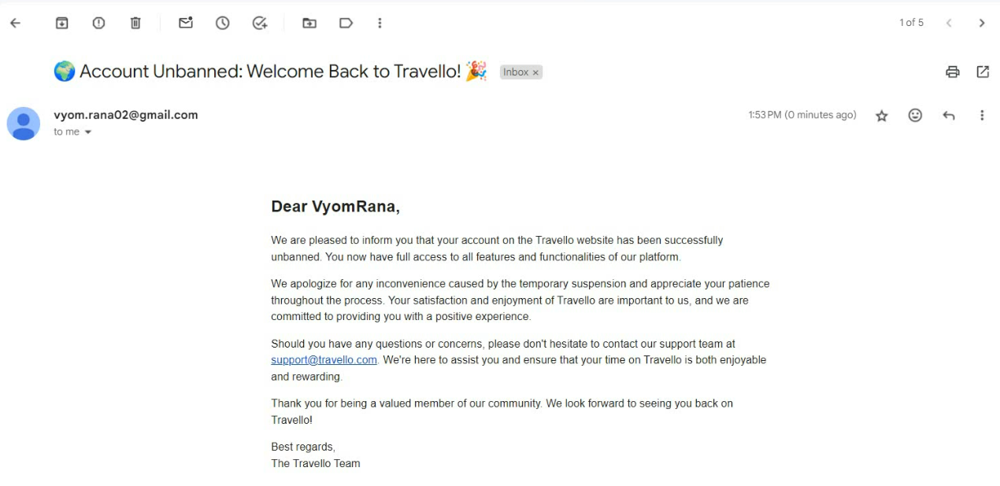 1 of 5
🌍 Account Unbanned: Welcome Back to Travello! 🎉 Inbox ×
vyom.rana02@gmail.com 1:53 PM (0 minutes ago)
to me
Dear VyomRana,
We are pleased to inform you that your account on the Travello website has been successfully
unbanned. You now have full access to all features and functionalities of our platform.
We apologize for any inconvenience caused by the temporary suspension and appreciate your patience
throughout the process. Your satisfaction and enjoyment of Travello are important to us, and we are
committed to providing you with a positive experience.
Should you have any questions or concerns, please don't hesitate to contact our support team at
support@travello.com. We're here to assist you and ensure that your time on Travello is both enjoyable
and rewarding.
Thank you for being a valued member of our community. We look forward to seeing you back on
Travello!
Best regards,
The Travello Team